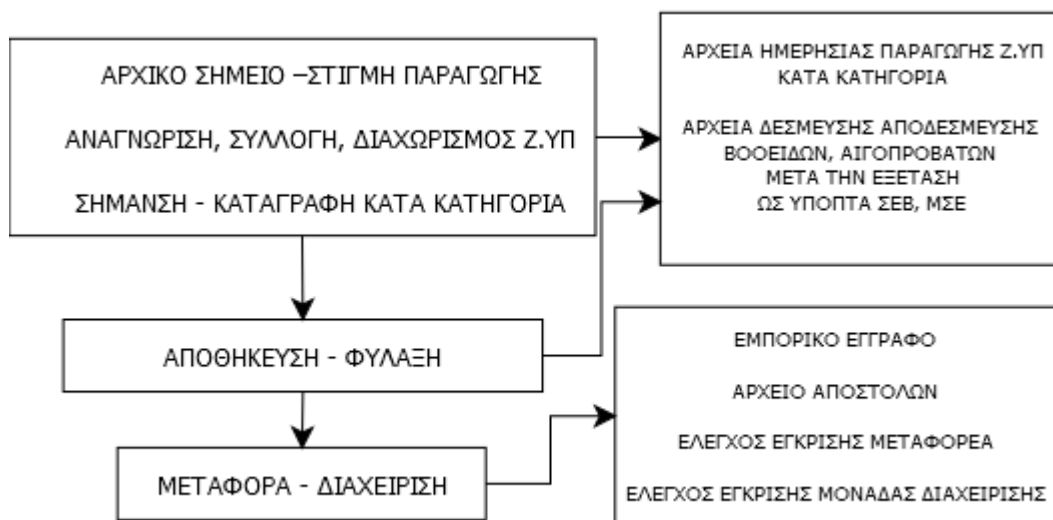 ΑΡΧΙΚΟ ΣΗΜΕΙΟ –ΣΤΙΓΜΗ ΠΑΡΑΓΩΓΗΣ
ΑΝΑΓΝΩΡΙΣΗ, ΣΥΛΛΟΓΗ, ΔΙΑΧΩΡΙΣΜΟΣ Ζ.ΥΠ
ΣΗΜΑΝΣΗ - ΚΑΤΑΓΡΑΦΗ ΚΑΤΑ ΚΑΤΗΓΟΡΙΑ
ΑΡΧΕΙΑ ΗΜΕΡΗΣΙΑΣ ΠΑΡΑΓΩΓΗΣ Ζ.ΥΠ
ΚΑΤΑ ΚΑΤΗΓΟΡΙΑ
ΑΡΧΕΙΑ ΔΕΣΜΕΥΣΗΣ ΑΠΟΔΕΣΜΕΥΣΗΣ
ΒΟΟΕΙΔΩΝ, ΑΙΓΟΠΡΟΒΑΤΩΝ
ΜΕΤΑ ΤΗΝ ΕΞΕΤΑΣΗ
ΩΣ ΥΠΟΠΤΑ ΣΕΒ, ΜΣΕ
ΑΠΟΘΗΚΕΥΣΗ - ΦΥΛΑΞΗ
ΜΕΤΑΦΟΡΑ - ΔΙΑΧΕΙΡΙΣΗ
ΕΜΠΟΡΙΚΟ ΕΓΓΡΑΦΟ
ΑΡΧΕΙΟ ΑΠΟΣΤΟΛΩΝ
ΕΛΕΓΧΟΣ ΕΓΚΡΙΣΗΣ ΜΕΤΑΦΟΡΕΑ
ΕΛΕΓΧΟΣ ΕΓΚΡΙΣΗΣ ΜΟΝΑΔΑΣ ΔΙΑΧΕΙΡΙΣΗΣ